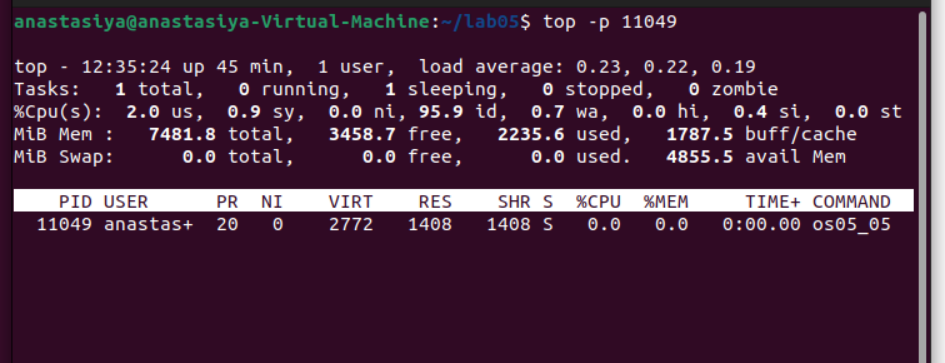 anastasiya@anastasiya-Virtual-Machine:~/lab05$ top -p 11049
top - 12:35:24 up 45 min,  1 user,  load average: 0.23, 0.22, 0.19
Tasks:   1 total,   0 running,   1 sleeping,   0 stopped,   0 zombie
%Cpu(s):  2.0 us,  0.9 sy,  0.0 ni, 95.9 id,  0.7 wa,  0.0 hi,  0.4 si,  0.0 st
MiB Mem :   7481.8 total,   3458.7 free,   2235.6 used,   1787.5 buff/cache
MiB Swap:      0.0 total,      0.0 free,      0.0 used.   4855.5 avail Mem
PID USER      PR  NI    VIRT    RES    SHR S  %CPU  %MEM     TIME+ COMMAND
11049 anastas+  20   0    2772   1408   1408 S   0.0   0.0   0:00.00 os05_05